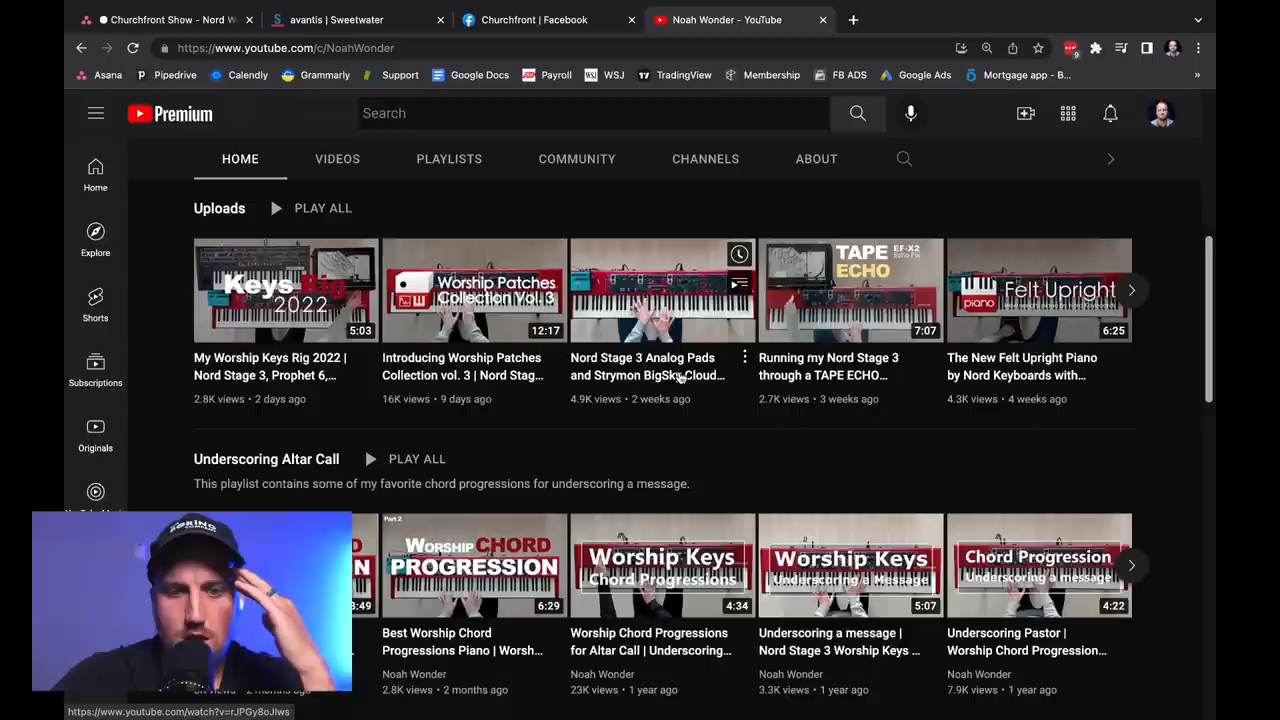 Churchfront Show - Nord W
avantis | Sweetwater
Churchfront | Facebook
Noah Wonder - YouTube
https://www.youtube.com/c/NoahWonder
9
Asana
Pipedrive
Calendly
Grammarly
Support
Google Docs
Payroll
WSJ
TradingView
Membership
FB ADS
Google Ads
Mortgage app - B...
Premium
Search
HOME
VIDEOS
PLAYLISTS
COMMUNITY
CHANNELS
ABOUT
Home
Explore
Shorts
Subscriptions
Originals
Uploads
PLAY ALL
Keys Rig
2022
5:03
My Worship Keys Rig 2022 |
Nord Stage 3, Prophet 6,...
2.8K views • 2 days ago
Worship Patches
Collection Vol. 3
12:17
Introducing Worship Patches
Collection vol. 3 | Nord Stag...
16K views • 9 days ago
Nord Stage 3 Analog Pads
and Strymon BigSky Cloud...
4.9K views • 2 weeks ago
TAPE EF-X2
ECHO Echo Fix
7:07
Running my Nord Stage 3
through a TAPE ECHO...
2.7K views • 3 weeks ago
piano
Felt Upright
6:25
The New Felt Upright Piano
by Nord Keyboards with...
4.3K views • 4 weeks ago
Underscoring Altar Call
PLAY ALL
This playlist contains some of my favorite chord progressions for underscoring a message.
3:49
Part 2
WORSHIP CHORD
PROGRESSION
6:29
Best Worship Chord
Progressions Piano | Worsh...
Noah Wonder
2.8K views • 2 months ago
Worship Keys
Chord Progressions
4:34
Worship Chord Progressions
for Altar Call | Underscoring...
Noah Wonder
23K views • 1 year ago
Worship Keys
Underscoring a Message
5:07
Underscoring a message |
Nord Stage 3 Worship Keys ...
Noah Wonder
3.3K views • 1 year ago
Chord Progression
Underscoring a message
4:22
Underscoring Pastor |
Worship Chord Progression...
Noah Wonder
7.9K views • 1 year ago
https://www.youtube.com/watch?v=rJPGy8oJIws